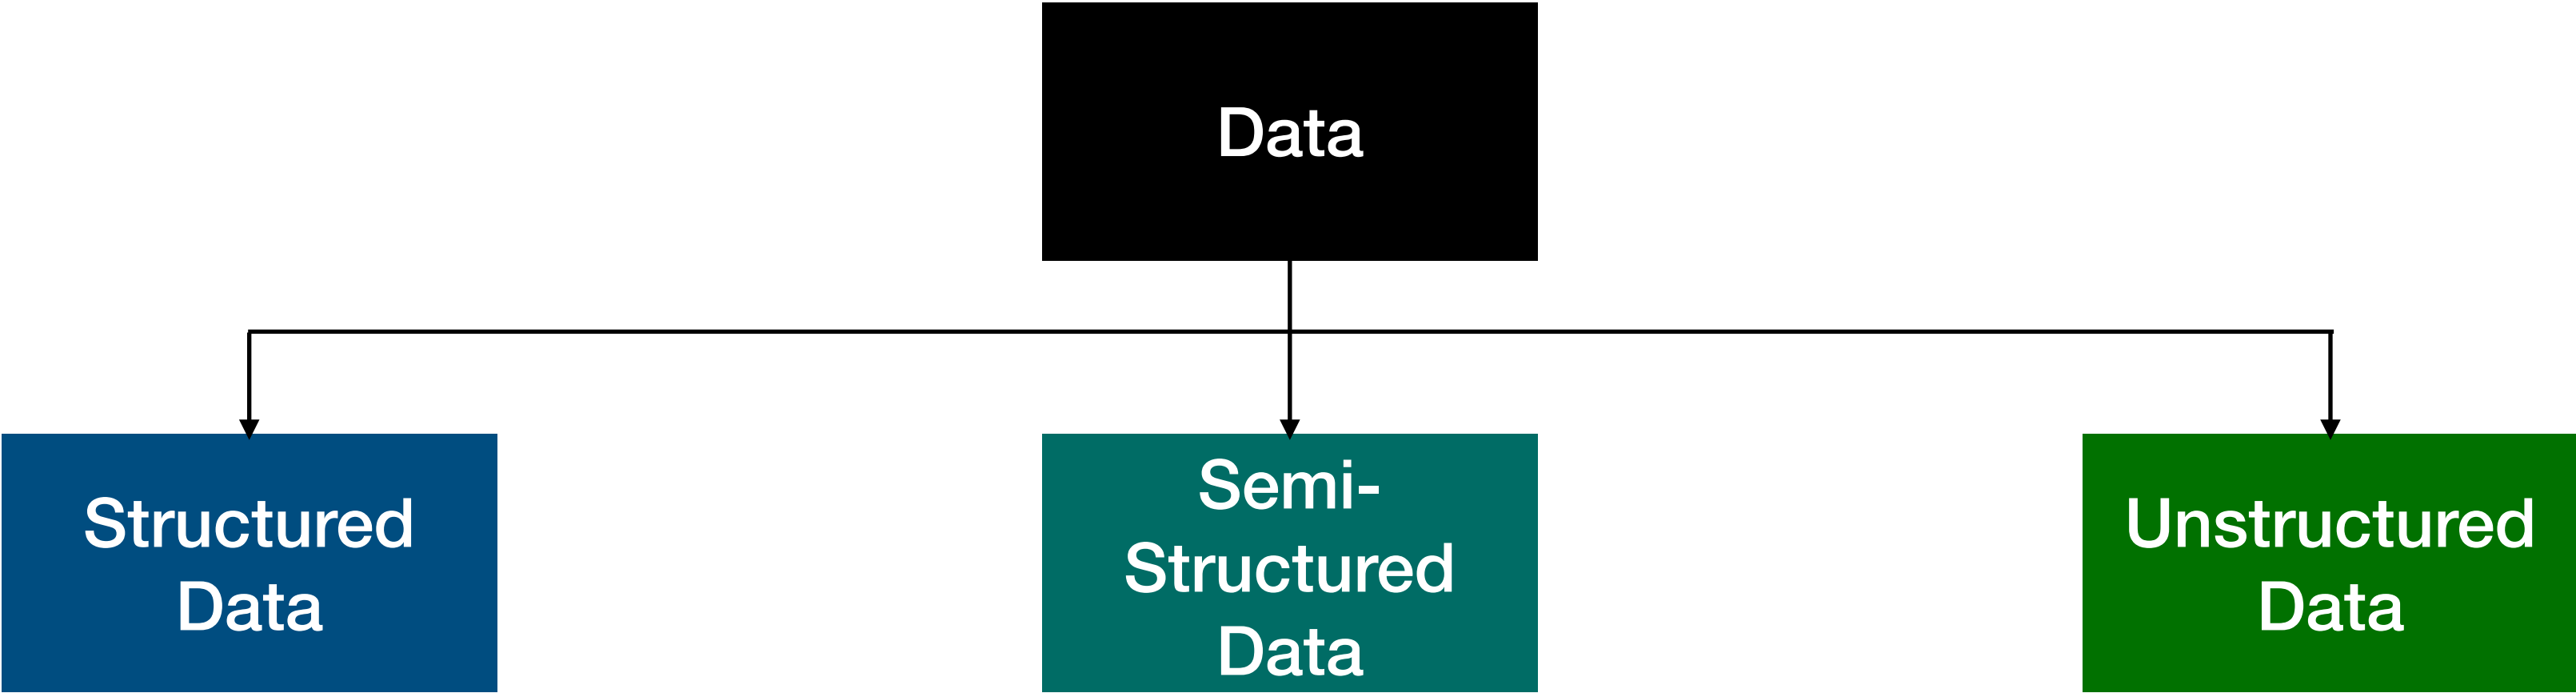 Data
Structured
Data
Semi-
Structured
Data
Unstructured
Data